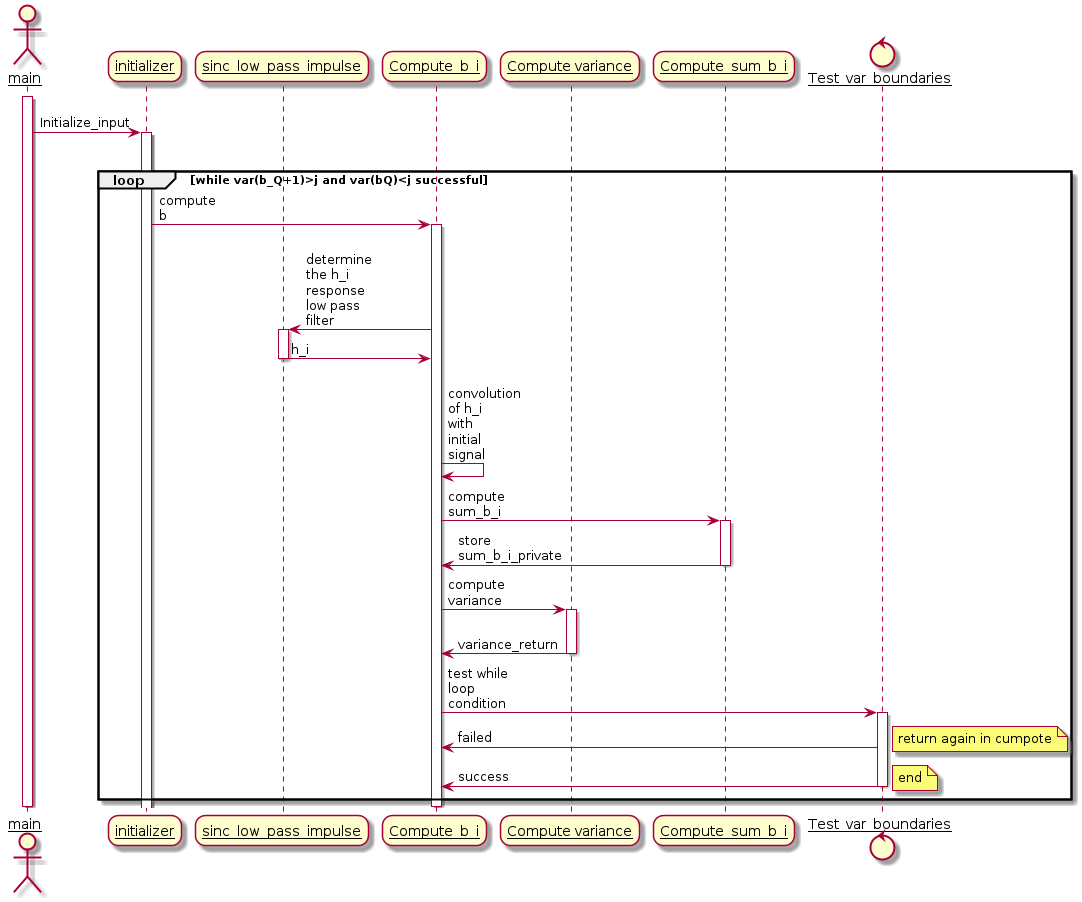 main
initializer
sinc_low_pass_impulse
Compute_b_i
Compute variance
Compute_sum_b_i
Test_var_boundaries
Initialize_input
loop
[while var(b_Q+1)>j and var(bQ)<j successful]
compute
b
determine
the h_i
response
low pass
filter
h_i
convolution
of h_i
with
initial
signal
compute
sum_b_i
store
sum_b_i_private
compute
variance
variance_return
test while
loop
condition
failed
return again in cumpote
success
end
main
initializer
sinc_low_pass_impulse
Compute_b_i
Compute variance
Compute_sum_b_i
Test_var_boundaries